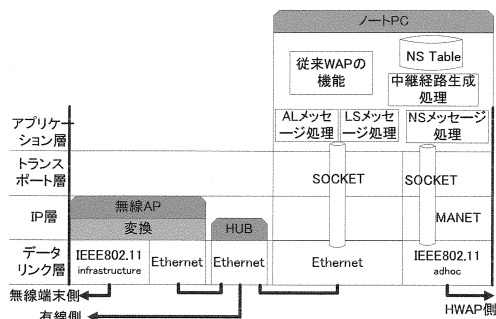 ノートPC
従来WAPの
機能
NS Table
中継経路生成
処理
アプリケー
ション層
ALメッセ
ージ処理
LSメッセ
ージ処理
NSメッセージ
処理
トランス
ポート層
SOCKET
SOCKET
IP層
無線AP
変換
HUB
MANET
データ
リンク層
IEEE802.11
infrastructure
Ethernet
Ethernet
Ethernet
IEEE802.11
adhoc
無線端末側
有線側
HWAP側